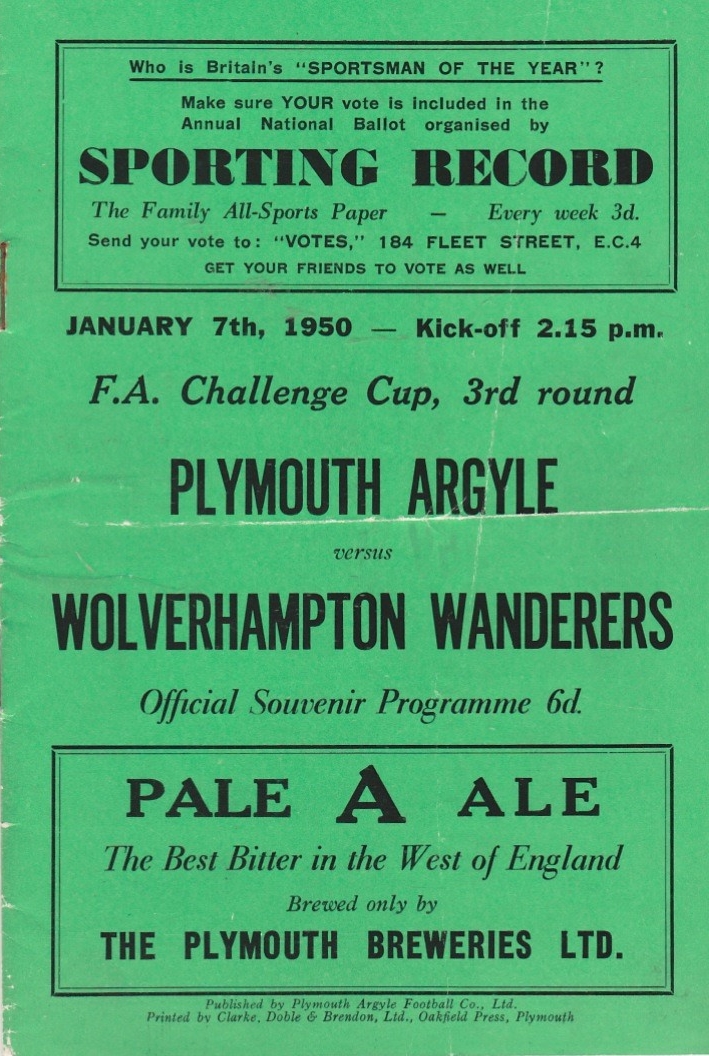 Who is Britain's "SPORTSMAN OF THE YEAR"?
Make sure YOUR vote is included in the
Annual National Ballot organised by
SPORTING RECORD
The Family All-Sports Paper — Every week 3d.
Send your vote to: "VOTES," 184 FLEET STREET, E.C.4
GET YOUR FRIENDS TO VOTE AS WELL
JANUARY 7th, 1950 — Kick-off 2.15 p.m.
F.A. Challenge Cup, 3rd round
PLYMOUTH ARGYLE
versus
WOLVERHAMPTON WANDERERS
Official Souvenir Programme 6d.
PALE A ALE
The Best Bitter in the West of England
Brewed only by
THE PLYMOUTH BREWERIES LTD.
Published by Plymouth Argyle Football Co., Ltd.
Printed by Clarke, Doble & Brendon, Ltd., Oakfield Press, Plymouth